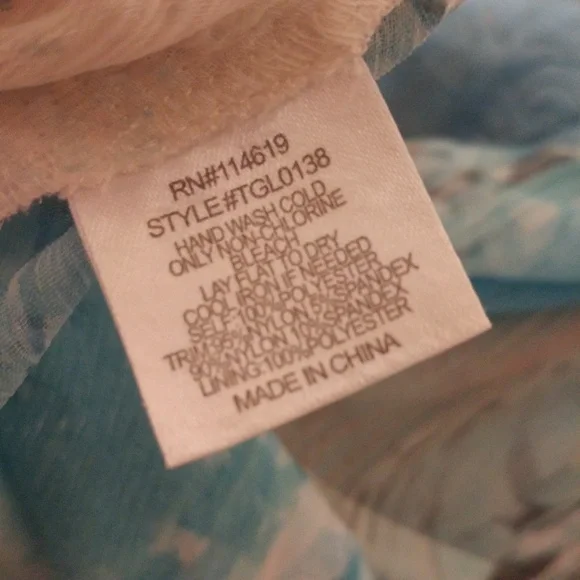 RN#114619
STYLE#TGL0138
HAND WASH COLD
ONLY NON-CHLORINE
BLEACH
LAY FLAT TO DRY
COOL IRON IF NEEDED
SELF:100%POLYESTER
TRIM:95%NYLON 5%SPANDEX
90%NYLON 10%SPANDEX
LINING:100%POLYESTER
MADE IN CHINA